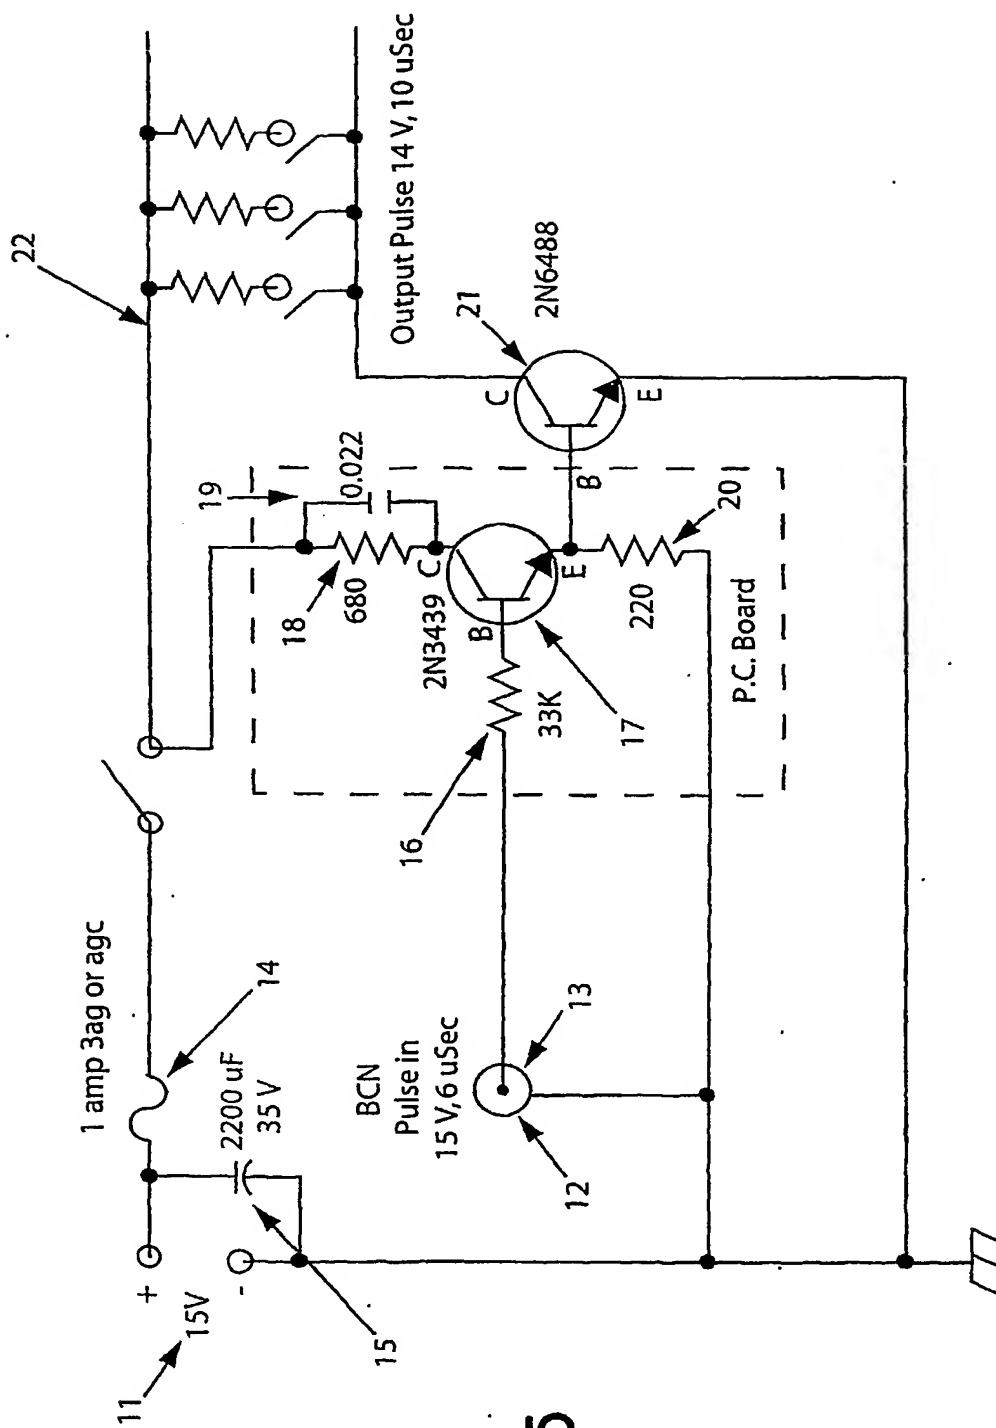 22
Output Pulse 14 V, 10 uSec
21
2N6488
C
E
B
19
0.022
18
680
C
2N3439
B
E
20
220
P.C. Board
33K
17
16
1 amp 3ag or agc
14
2200 uF
35 V
BCN
Pulse in
15 V, 6 uSec
13
12
+
-
15V
11
15